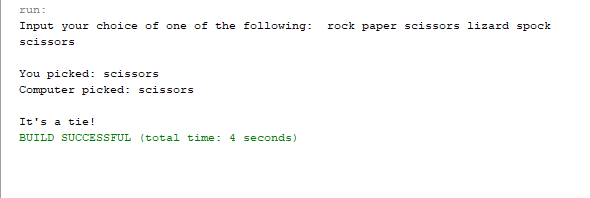 run:
Input your choice of one of the following:  rock paper scissors lizard spock
scissors
You picked: scissors
Computer picked: scissors
It's a tie!
BUILD SUCCESSFUL (total time: 4 seconds)